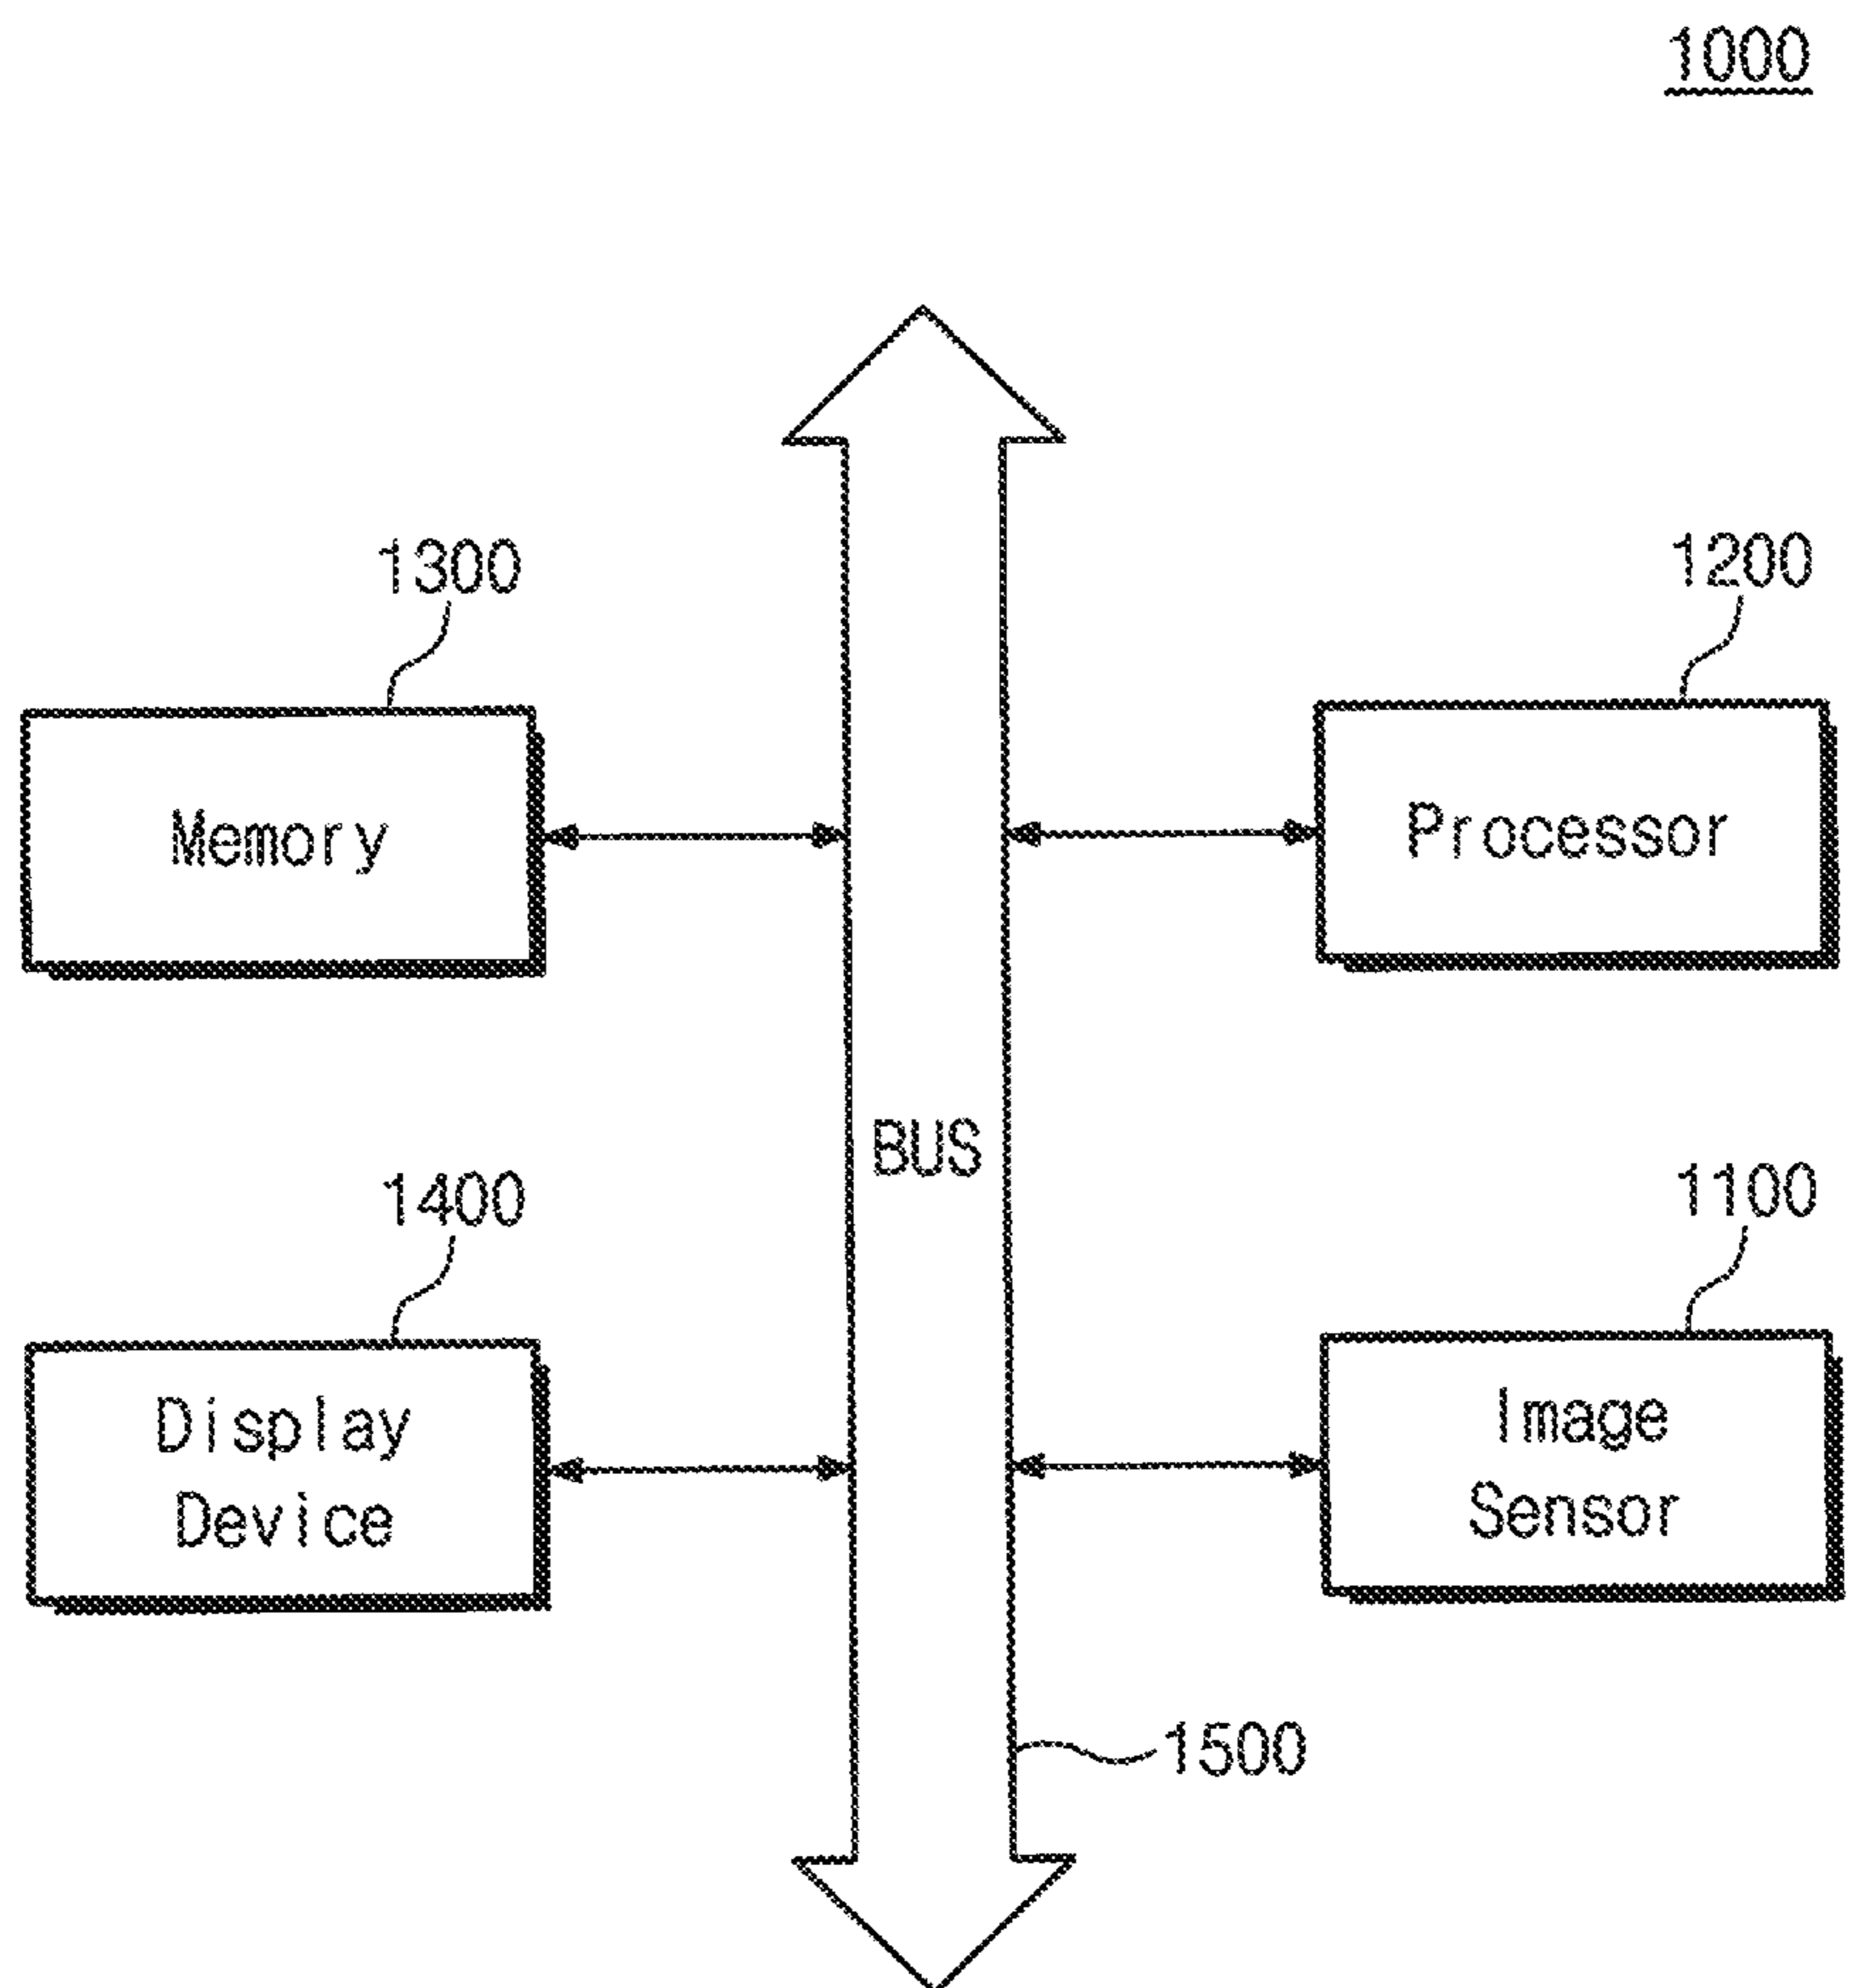 1000
1300
1200
Memory
Processor
BUS
1400
1100
Display
Device
Image
Sensor
1500